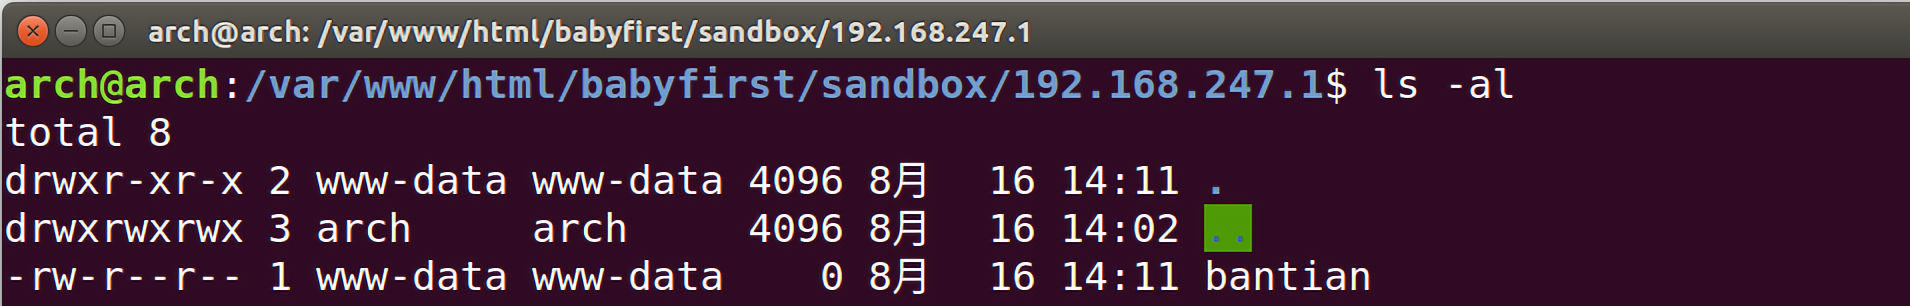 arch@arch: /var/www/html/babyfirst/sandbox/192.168.247.1
arch@arch:/var/www/html/babyfirst/sandbox/192.168.247.1$ ls -al
total 8
drwxr-xr-x 2 www-data www-data 4096 8月  16 14:11 .
drwxrwxrwx 3 arch     arch     4096 8月  16 14:02 ..
-rw-r--r-- 1 www-data www-data    0 8月  16 14:11 bantian